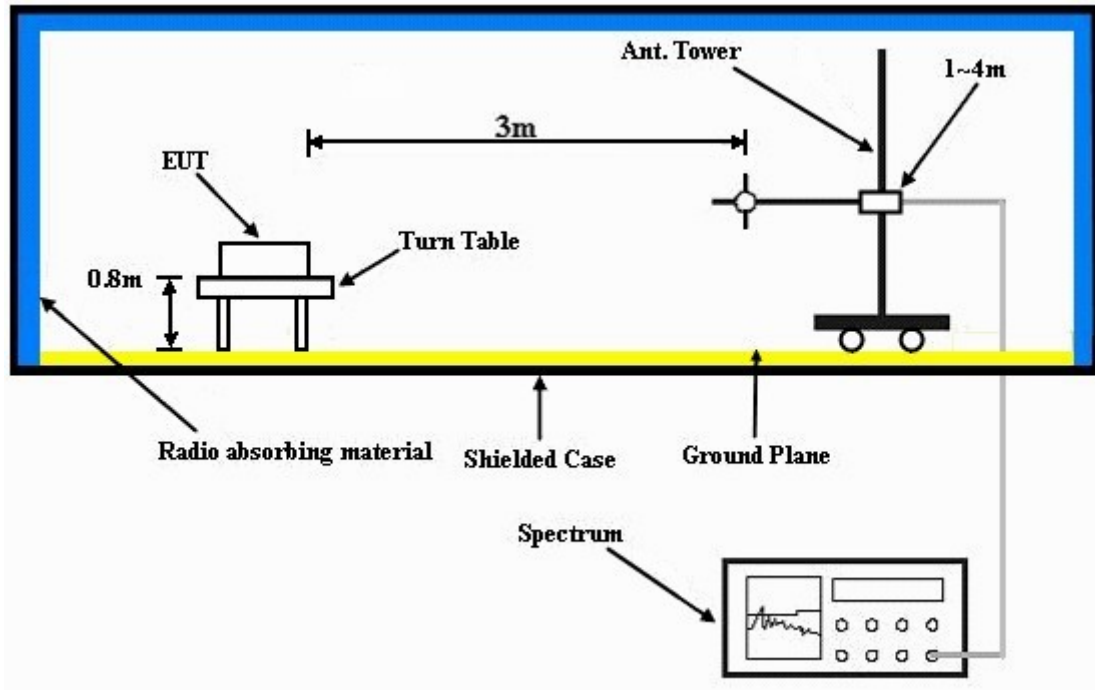 Ant. Tower
1~4m
3m
EUT
Turn Table
0.8m
Radio absorbing material
Shielded Case
Ground Plane
Spectrum